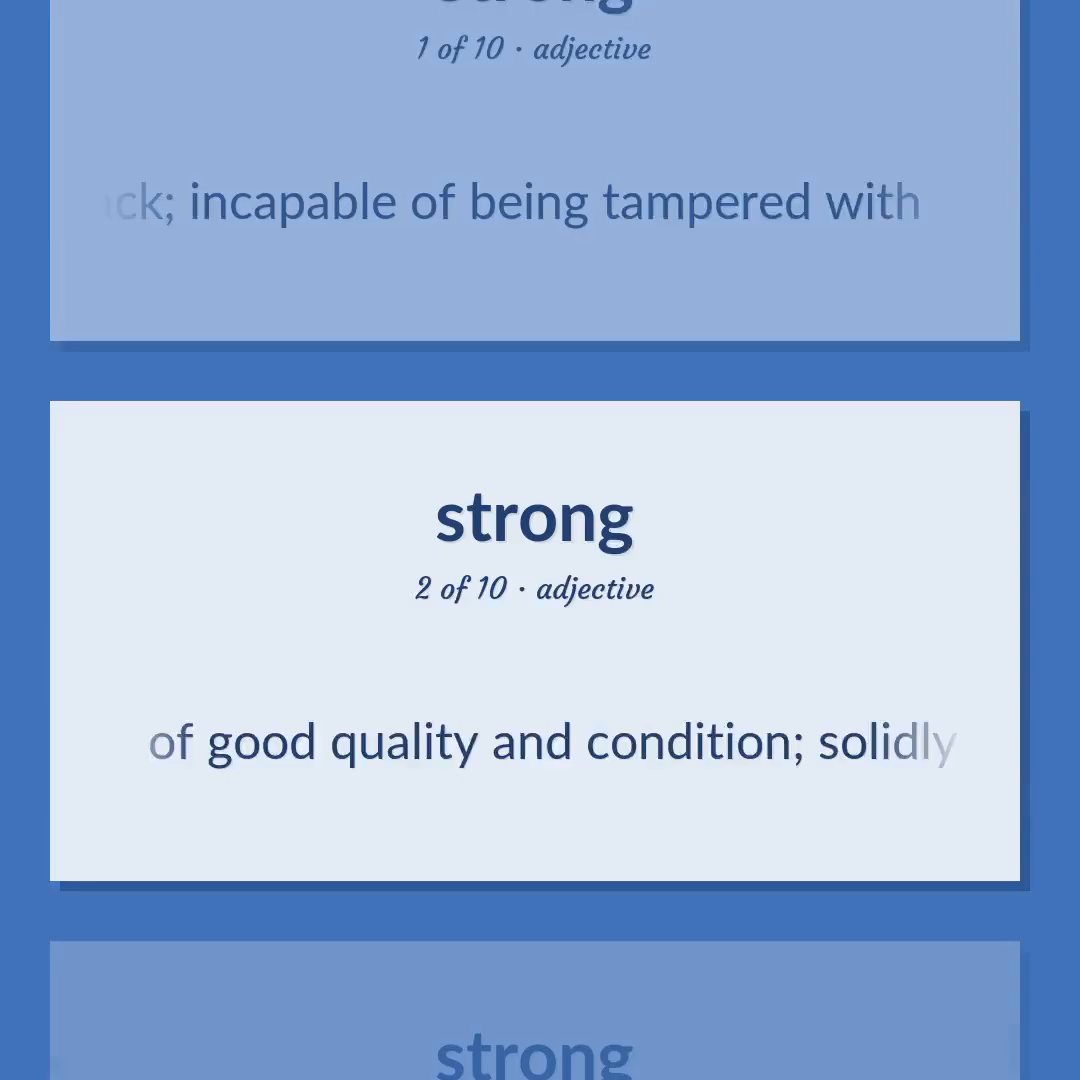 strong
1 of 10 · adjective
incapable of being tampered with
strong
2 of 10 · adjective
of good quality and condition; solidly
strong